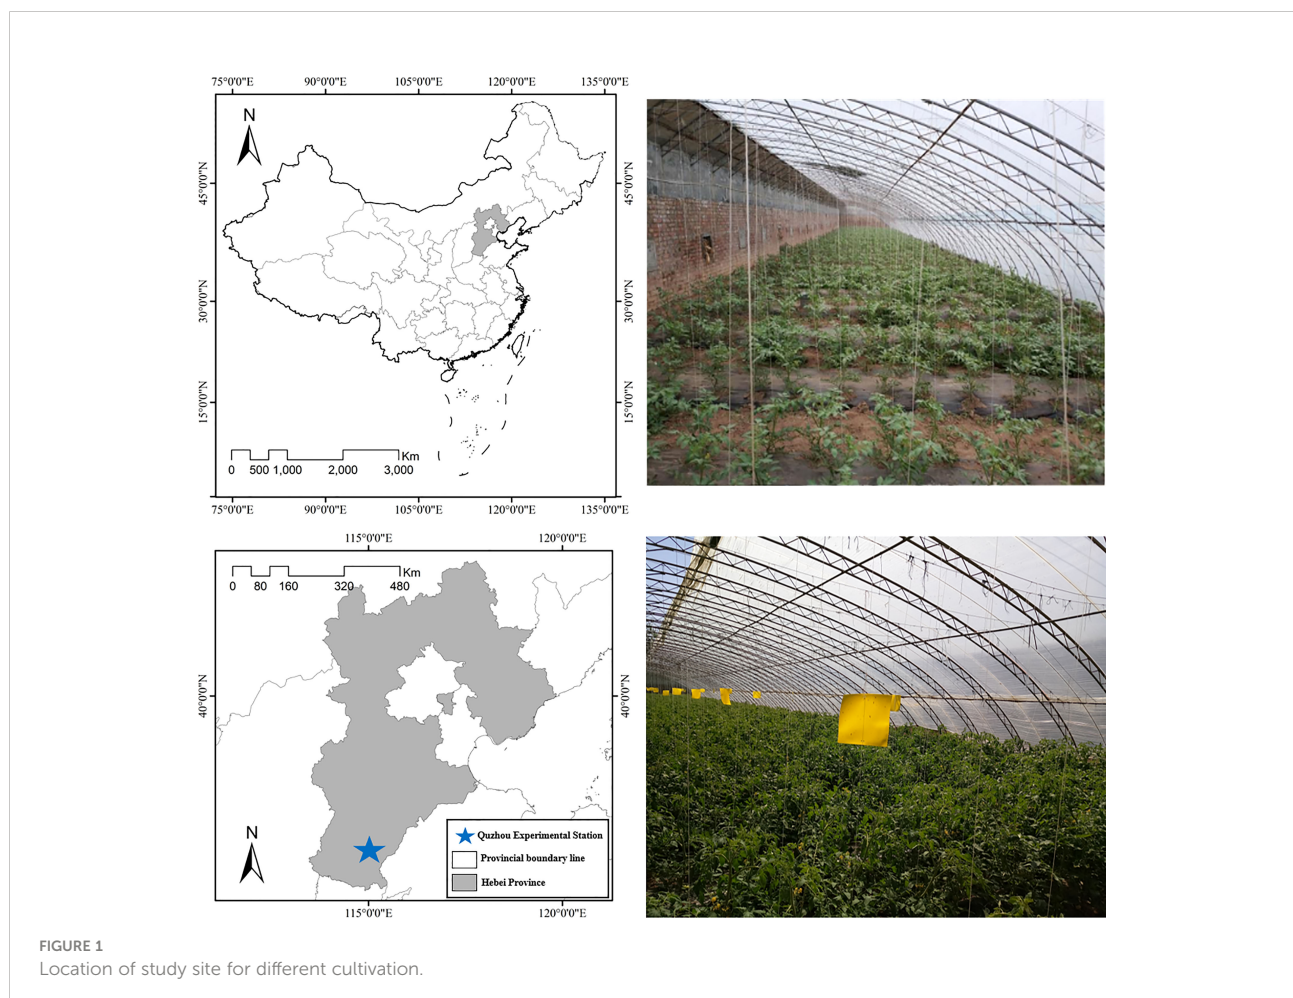 75°0'0"E 90°0'0"E 105°0'0"E 120°0'0"E 135°0'0"E
N
45°0'0"N 45°0'0"N
30°0'0"N 30°0'0"N
15°0'0"N 15°0'0"N
Km
0 500 1,000 2,000 3,000
75°0'0"E 90°0'0"E 105°0'0"E 120°0'0"E 135°0'0"E
115°0'0"E 120°0'0"E
Km
0 80 160 320 480
40°0'0"N 40°0'0"N
N
Quzhou Experimental Station
Provincial boundary line
Hebei Province
115°0'0"E 120°0'0"E
FIGURE 1
Location of study site for different cultivation.